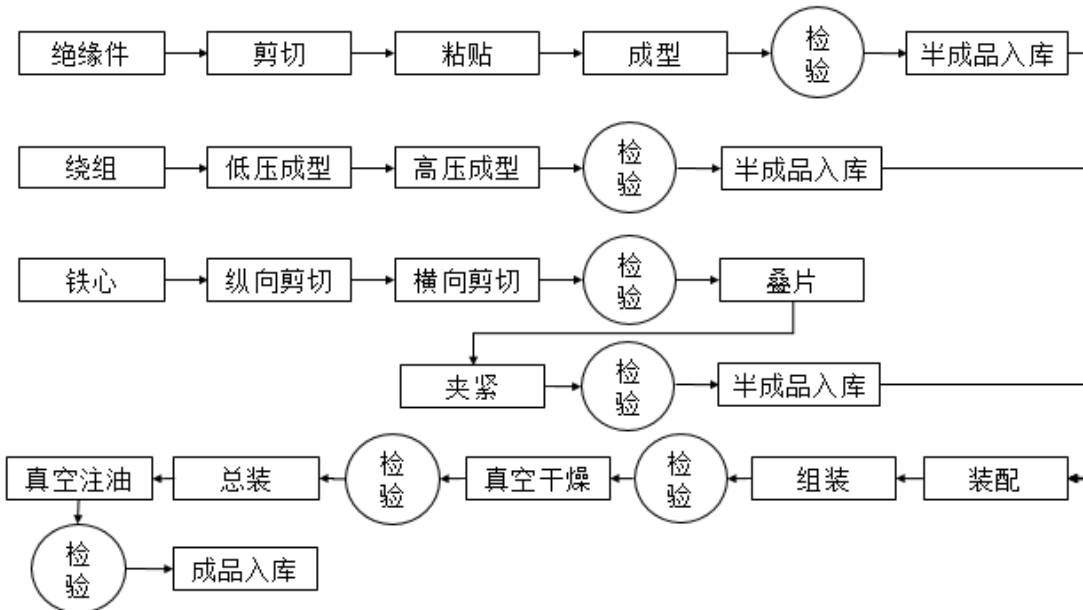 绝缘件
剪切
粘贴
成型
检
验
半成品入库
绕组
低压成型
高压成型
检
验
半成品入库
铁心
纵向剪切
横向剪切
检
验
叠片
夹紧
检
验
半成品入库
真空注油
总装
检
验
真空干燥
检
验
组装
装配
检
验
成品入库